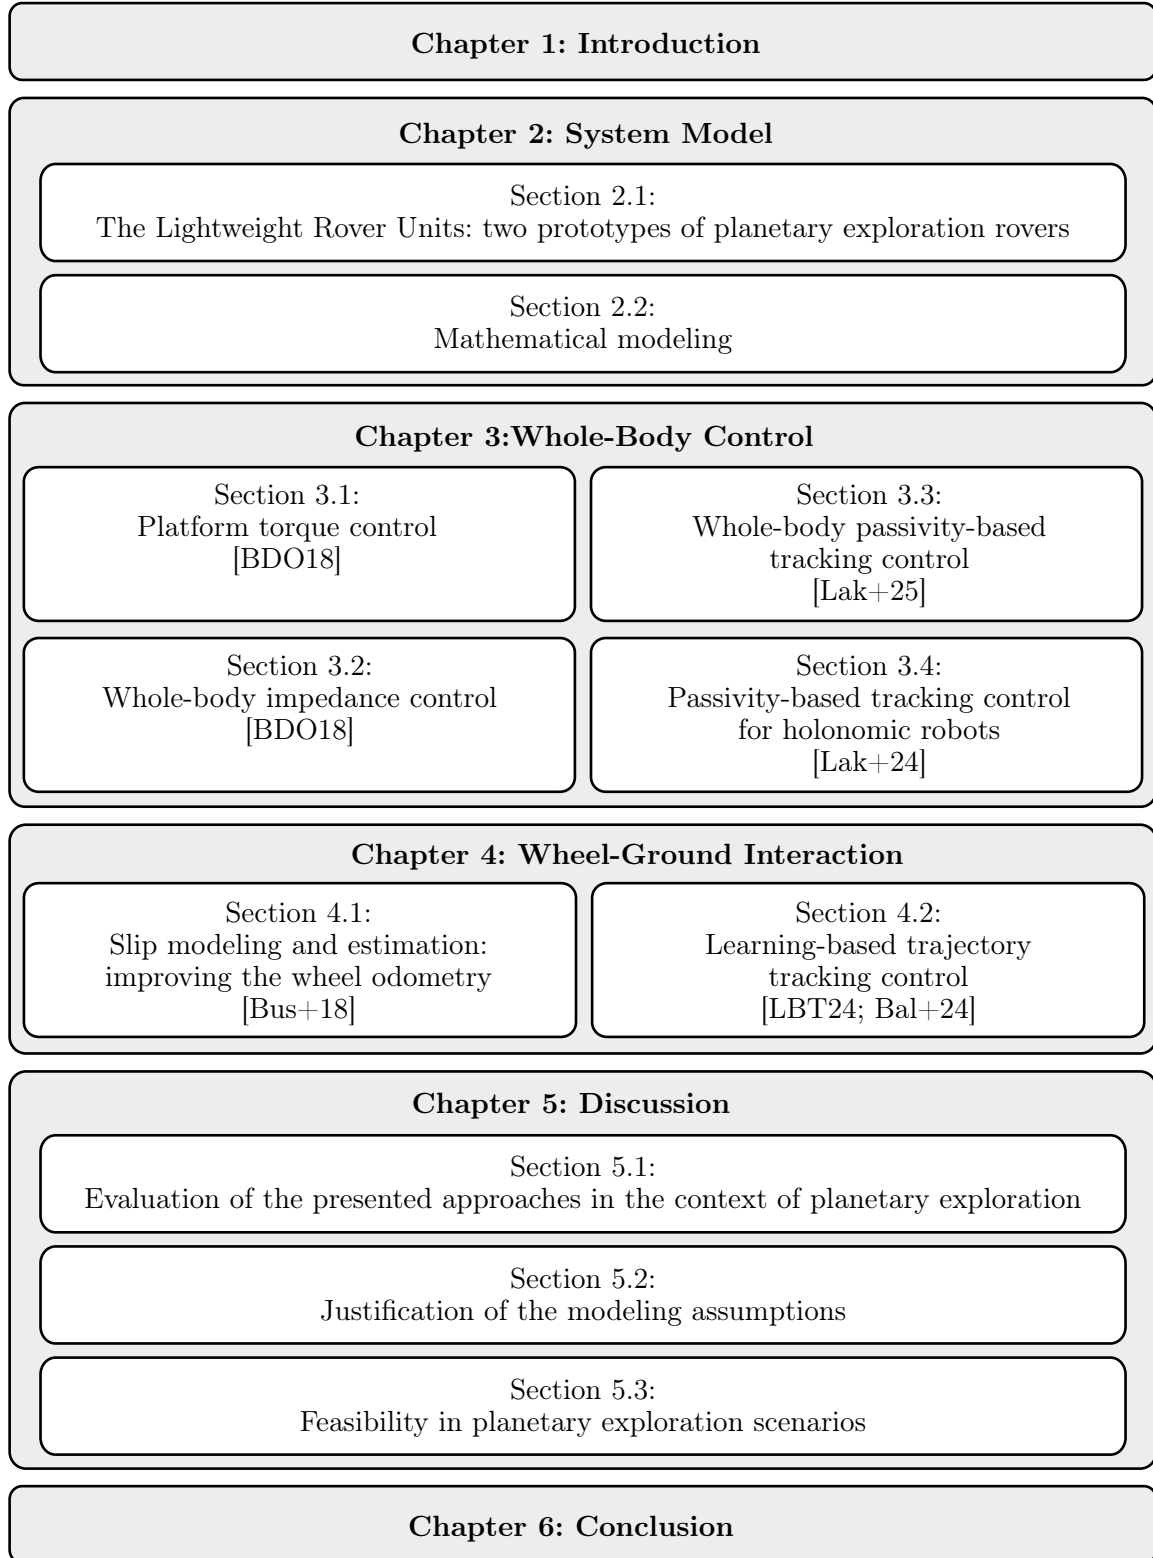 Chapter 1: Introduction
Chapter 2: System Model
Section 2.1:
The Lightweight Rover Units: two prototypes of planetary exploration rovers
Section 2.2:
Mathematical modeling
Chapter 3:Whole-Body Control
Section 3.1:
Platform torque control
[BDO18]
Section 3.2:
Whole-body impedance control
[BDO18]
Section 3.3:
Whole-body passivity-based
tracking control
[Lak+25]
Section 3.4:
Passivity-based tracking control
for holonomic robots
[Lak+24]
Chapter 4: Wheel-Ground Interaction
Section 4.1:
Slip modeling and estimation:
improving the wheel odometry
[Bus+18]
Section 4.2:
Learning-based trajectory
tracking control
[LBT24; Bal+24]
Chapter 5: Discussion
Section 5.1:
Evaluation of the presented approaches in the context of planetary exploration
Section 5.2:
Justification of the modeling assumptions
Section 5.3:
Feasibility in planetary exploration scenarios
Chapter 6: Conclusion